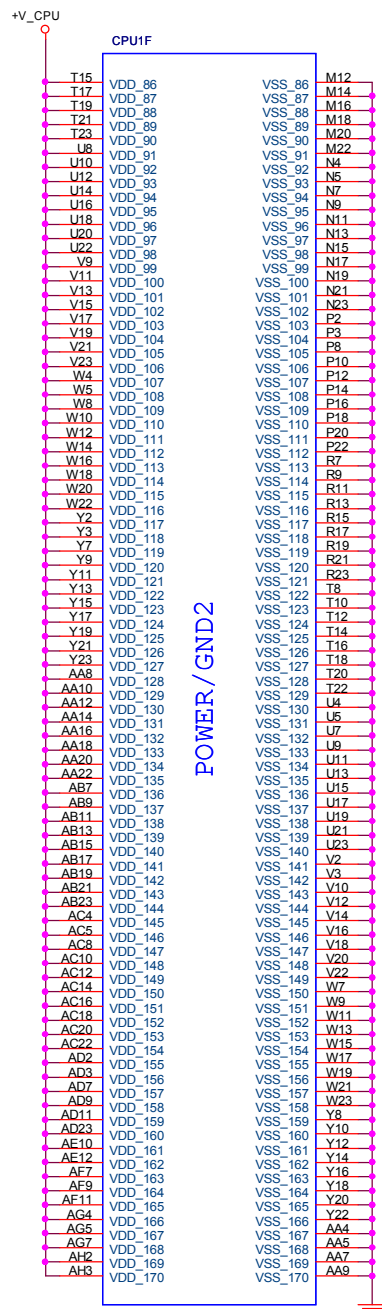 +V_CPU
CPU1F
T15 VDD_86 VSS_86 M12
T17 VDD_87 VSS_87 M14
T19 VDD_88 VSS_88 M16
T21 VDD_89 VSS_89 M18
T23 VDD_90 VSS_90 M20
U8 VDD_91 VSS_91 M22
U10 VDD_92 VSS_92 N4
U12 VDD_93 VSS_93 N5
U14 VDD_94 VSS_94 N7
U16 VDD_95 VSS_95 N9
U18 VDD_96 VSS_96 N11
U20 VDD_97 VSS_97 N13
U22 VDD_98 VSS_98 N15
V9 VDD_99 VSS_99 N17
V11 VDD_100 VSS_100 N19
V13 VDD_101 VSS_101 N21
V15 VDD_102 VSS_102 N23
V17 VDD_103 VSS_103 P2
V19 VDD_104 VSS_104 P3
V21 VDD_105 VSS_105 P8
V23 VDD_106 VSS_106 P10
W4 VDD_107 VSS_107 P12
W5 VDD_108 VSS_108 P14
W8 VDD_109 VSS_109 P16
W10 VDD_110 VSS_110 P18
W12 VDD_111 VSS_111 P20
W14 VDD_112 VSS_112 P22
W16 VDD_113 VSS_113 R7
W18 VDD_114 VSS_114 R9
W20 VDD_115 VSS_115 R11
W22 VDD_116 VSS_116 R13
Y2 VDD_117 VSS_117 R15
Y3 VDD_118 VSS_118 R17
Y7 VDD_119 VSS_119 R19
Y9 VDD_120 VSS_120 R21
Y11 VDD_121 VSS_121 R23
Y13 VDD_122 VSS_122 T8
Y15 VDD_123 VSS_123 T10
Y17 VDD_124 VSS_124 T12
Y19 VDD_125 VSS_125 T14
Y21 VDD_126 VSS_126 T16
Y23 VDD_127 VSS_127 T18
AA8 VDD_128 VSS_128 T20
AA10 VDD_129 VSS_129 T22
AA12 VDD_130 VSS_130 U4
AA14 VDD_131 VSS_131 U5
AA16 VDD_132 VSS_132 U7
AA18 VDD_133 VSS_133 U9
AA20 VDD_134 VSS_134 U11
AA22 VDD_135 VSS_135 U13
AB7 VDD_136 VSS_136 U15
AB9 VDD_137 VSS_137 U17
AB11 VDD_138 VSS_138 U19
AB13 VDD_139 VSS_139 U21
AB15 VDD_140 VSS_140 U23
AB17 VDD_141 VSS_141 V2
AB19 VDD_142 VSS_142 V3
AB21 VDD_143 VSS_143 V10
AB23 VDD_144 VSS_144 V12
AC4 VDD_145 VSS_145 V14
AC5 VDD_146 VSS_146 V16
AC8 VDD_147 VSS_147 V18
AC10 VDD_148 VSS_148 V20
AC12 VDD_149 VSS_149 V22
AC14 VDD_150 VSS_150 W7
AC16 VDD_151 VSS_151 W9
AC18 VDD_152 VSS_152 W11
AC20 VDD_153 VSS_153 W13
AC22 VDD_154 VSS_154 W15
AD2 VDD_155 VSS_155 W17
AD3 VDD_156 VSS_156 W19
AD7 VDD_157 VSS_157 W21
AD9 VDD_158 VSS_158 W23
AD11 VDD_159 VSS_159 Y8
AD23 VDD_160 VSS_160 Y10
AE10 VDD_161 VSS_161 Y12
AE12 VDD_162 VSS_162 Y14
AF7 VDD_163 VSS_163 Y16
AF9 VDD_164 VSS_164 Y18
AF11 VDD_165 VSS_165 Y20
AG4 VDD_166 VSS_166 Y22
AG5 VDD_167 VSS_167 AA4
AG7 VDD_168 VSS_168 AA5
AH2 VDD_169 VSS_169 AA7
AH3 VDD_170 VSS_170 AA9
POWER/GND2